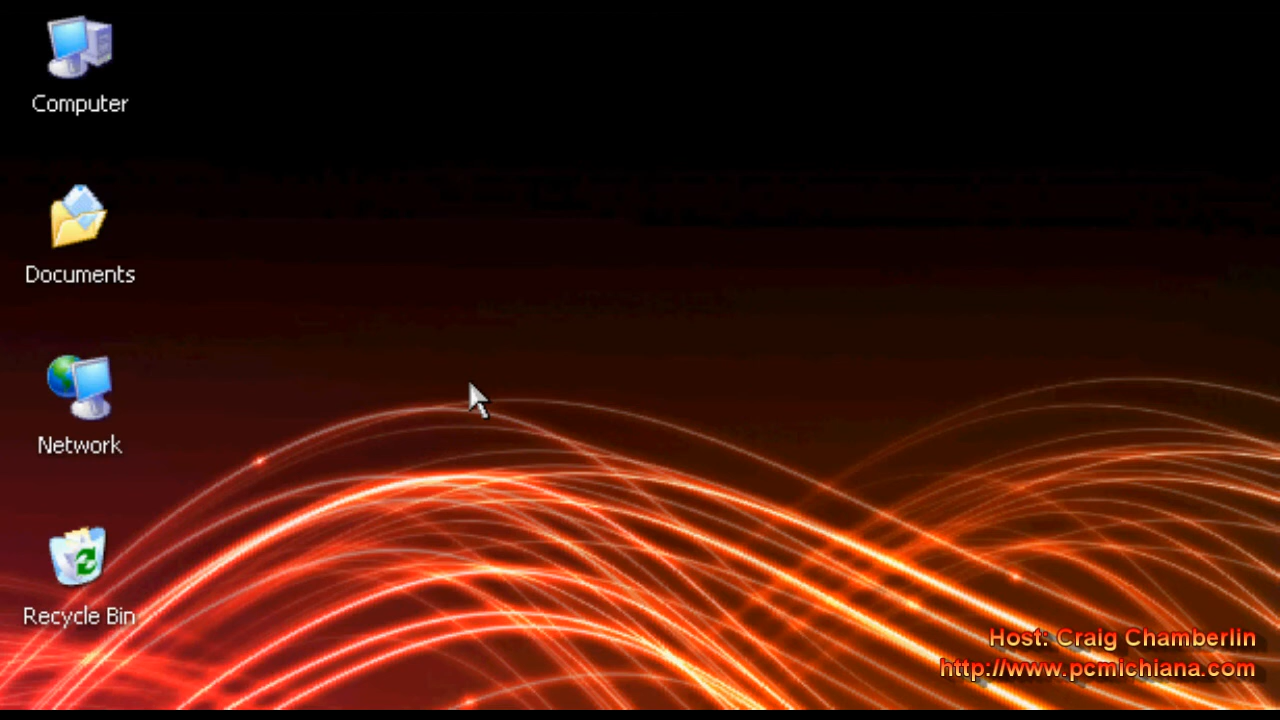 Computer
Documents
Network
Recycle Bin
Host: Craig Chamberlin
http://www.pcmichiana.com